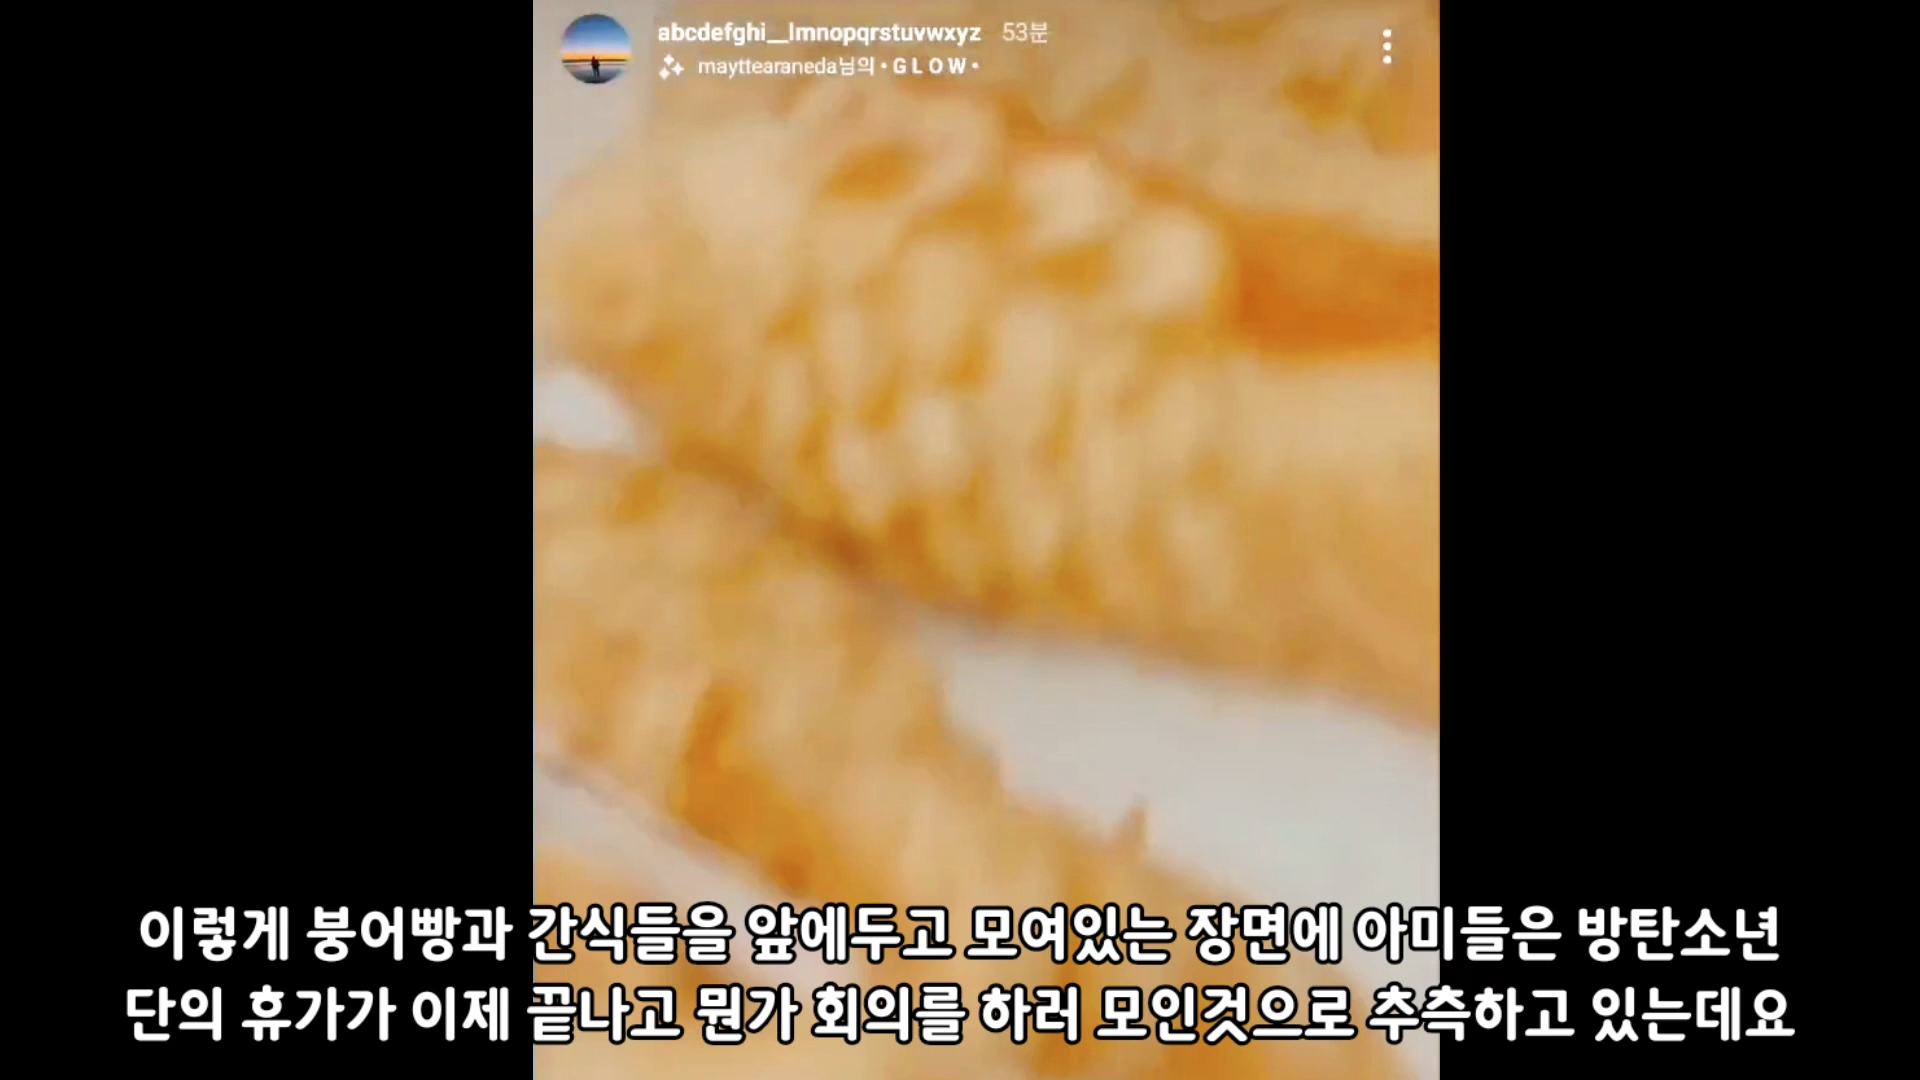 abcdefghi__lmnopqrstuvwxyz 53분
mayttearaneda님의 • G L O W •
이렇게 붕어빵과 간식들을 앞에두고 모여있는 장면에 아미들은 방탄소년
단의 휴가가 이제 끝나고 뭔가 회의를 하러 모인것으로 추측하고 있는데요